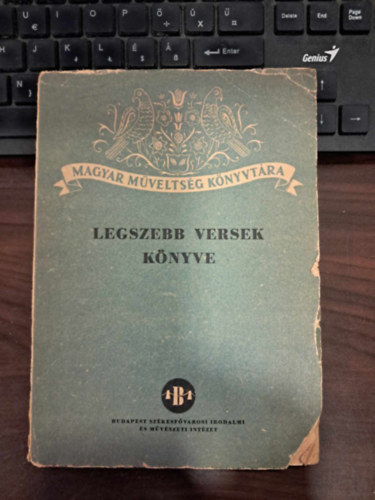 U €
I
O
P
Ő
Ú
Ű
Delete
End
Page Down
J
K
L
É
Á
Enter
Genius
N
MAGYAR MŰVELTSÉG KÖNYVTÁRA
LEGSZEBB VERSEK
KÖNYVE
B
BUDAPEST SZÉKESFŐVÁROSI IRODALMI
ÉS MŰVÉSZETI INTÉZET